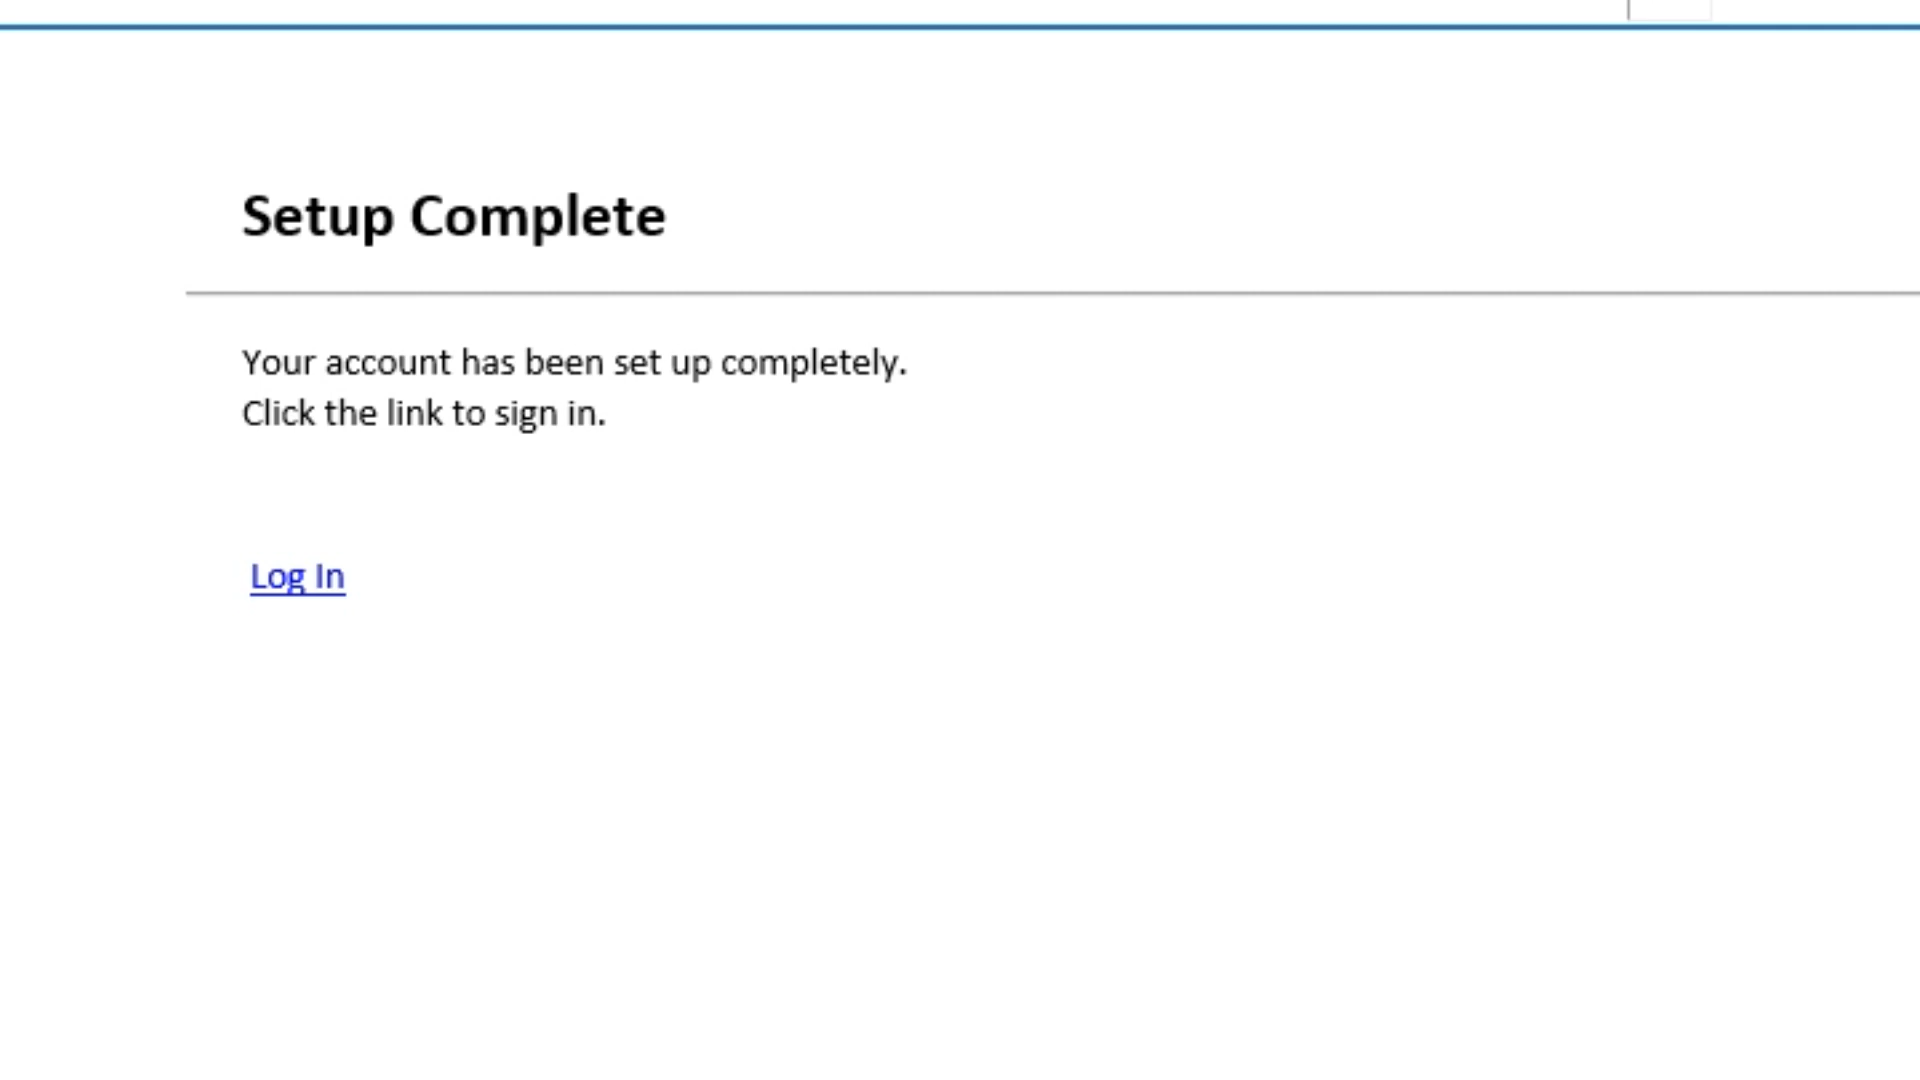 Setup Complete
Your account has been set up completely.
Click the link to sign in.
Log In